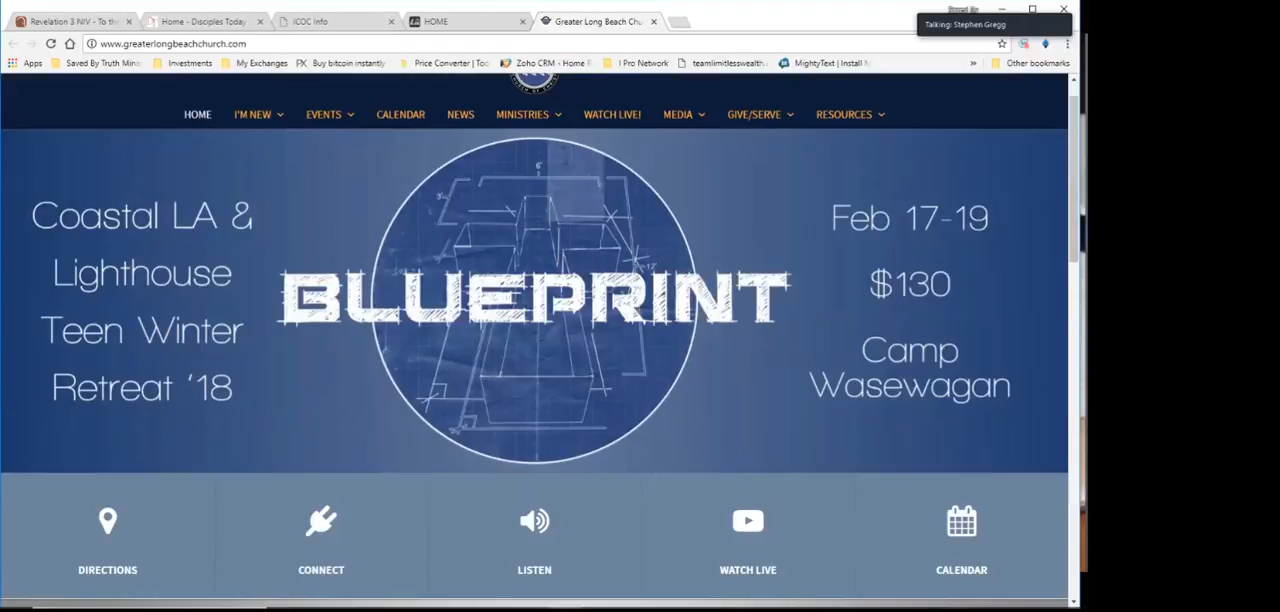 Revelation 3 NIV - To th
Home - Disciples Today
ICOC Info
HOME
Greater Long Beach Chu
Talking: Stephen Gregg
www.greaterlongbeachchurch.com
Apps
Saved By Truth Mini
Investments
My Exchanges
Buy bitcoin instantly
Price Converter | Too
Zoho CRM - Home P
I Pro Network
teamlimitlesswealth.
MightyText | Install M
»
Other bookmarks
HOME
I'M NEW
EVENTS
CALENDAR
NEWS
MINISTRIES
WATCH LIVE!
MEDIA
GIVE/SERVE
RESOURCES
Coastal LA &
Lighthouse
Teen Winter
Retreat '18
BLUEPRINT
Feb 17-19
$130
Camp
Wasewagan
DIRECTIONS
CONNECT
LISTEN
WATCH LIVE
CALENDAR